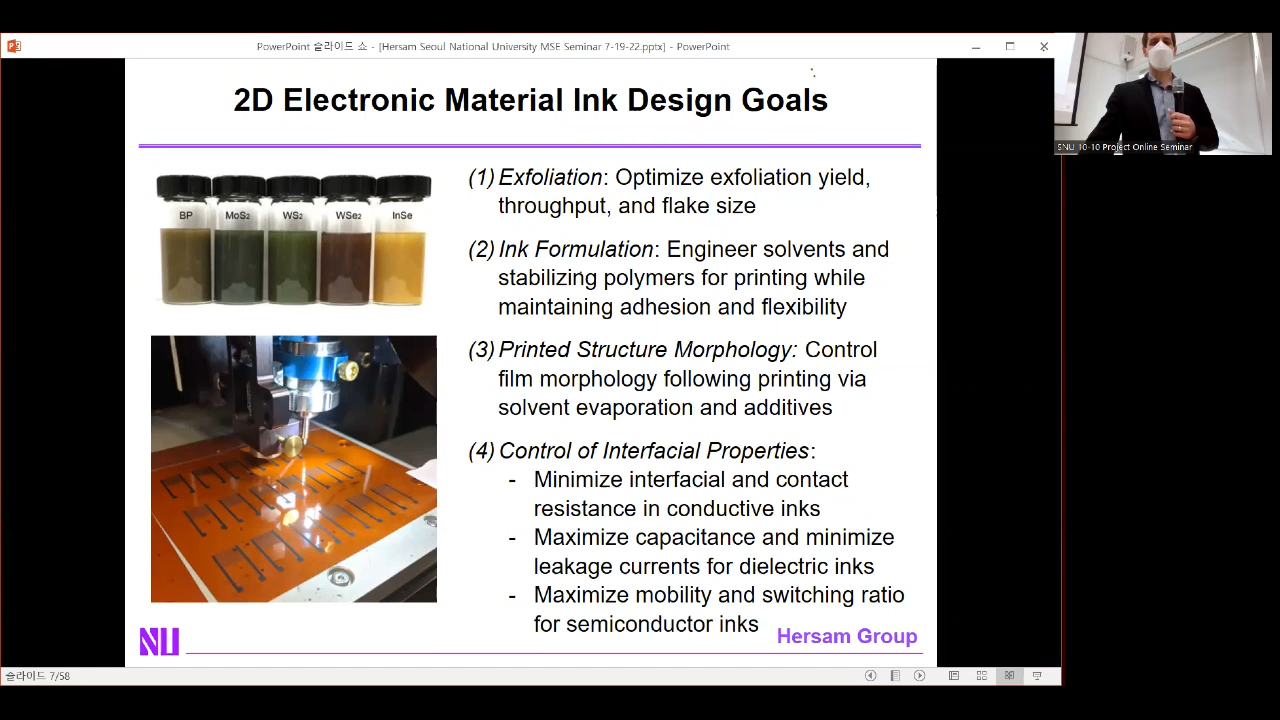 PowerPoint 슬라이드 쇼 - [Hersam Seoul National University MSE Seminar 7-19-22.pptx] - PowerPoint
2D Electronic Material Ink Design Goals
BP MoS₂ WS₂ WSe₂ InSe
(1) Exfoliation: Optimize exfoliation yield,
throughput, and flake size
(2) Ink Formulation: Engineer solvents and
stabilizing polymers for printing while
maintaining adhesion and flexibility
(3) Printed Structure Morphology: Control
film morphology following printing via
solvent evaporation and additives
(4) Control of Interfacial Properties:
- Minimize interfacial and contact
resistance in conductive inks
- Maximize capacitance and minimize
leakage currents for dielectric inks
- Maximize mobility and switching ratio
for semiconductor inks
NU
Hersam Group
슬라이드 7/58
SNU 10-10 Project Online Seminar